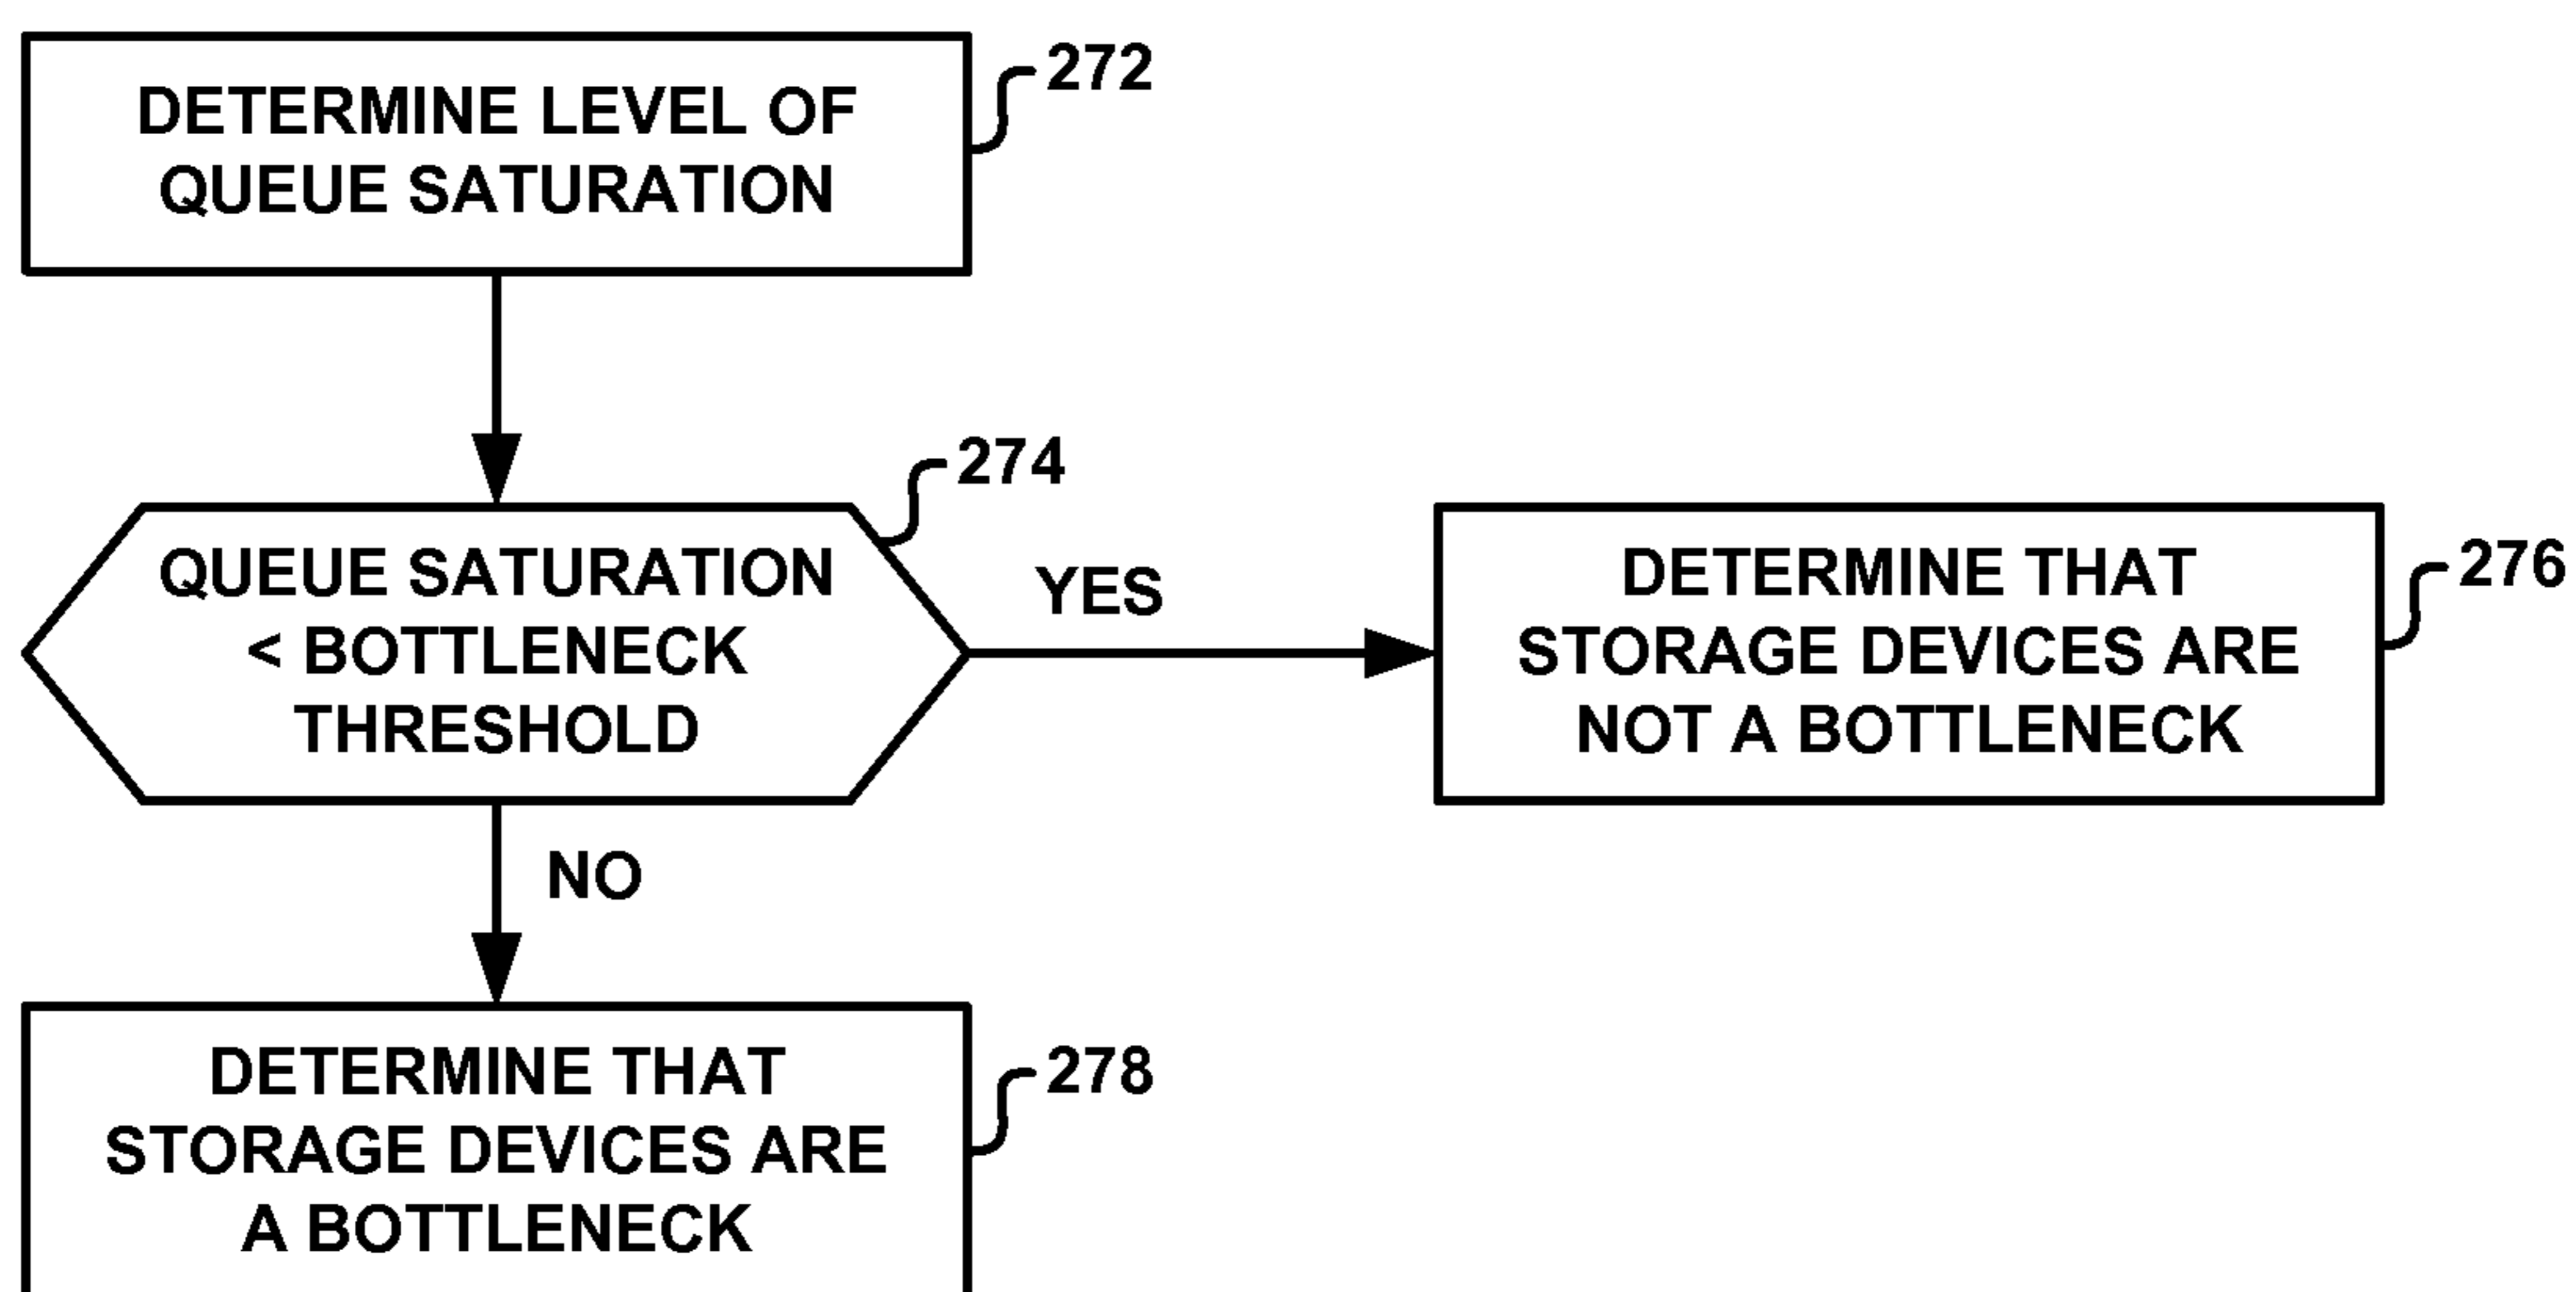 DETERMINE LEVEL OF
QUEUE SATURATION
272
QUEUE SATURATION
< BOTTLENECK
THRESHOLD
274
YES
DETERMINE THAT
STORAGE DEVICES ARE
NOT A BOTTLENECK
276
NO
DETERMINE THAT
STORAGE DEVICES ARE
A BOTTLENECK
278